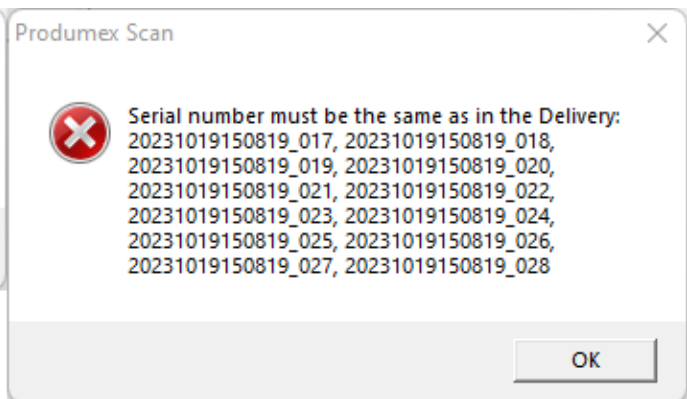 Produmex Scan
Serial number must be the same as in the Delivery:
20231019150819_017, 20231019150819_018,
20231019150819_019, 20231019150819_020,
20231019150819_021, 20231019150819_022,
20231019150819_023, 20231019150819_024,
20231019150819_025, 20231019150819_026,
20231019150819_027, 20231019150819_028
OK